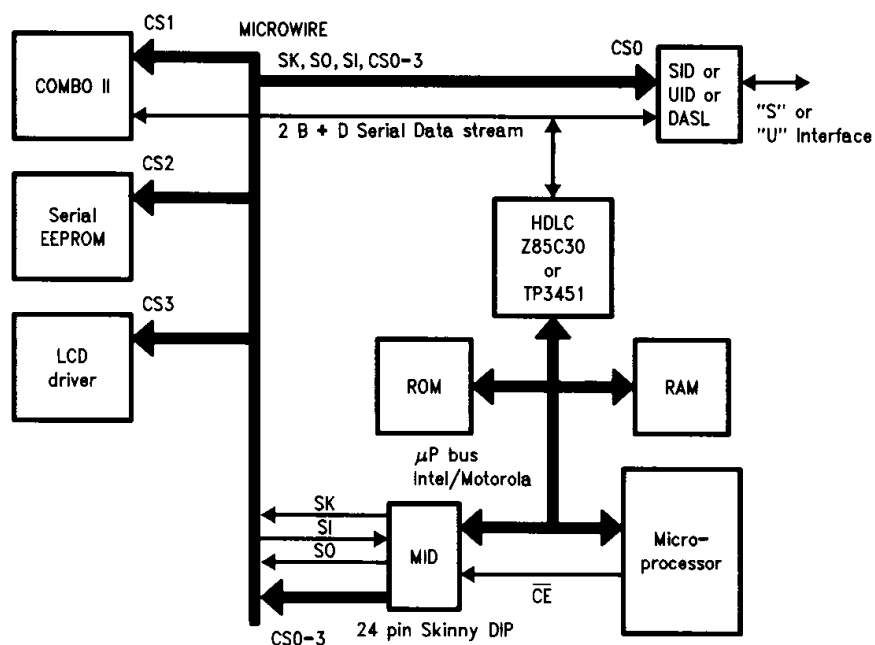 CS1
MICROWIRE
COMBO II
SK, SO, SI, CS0-3
CS0
SID or
UID or
DASL
"S" or
"U" Interface
2 B + D Serial Data stream
CS2
Serial
EEPROM
HDLC
Z85C30
or
TP3451
CS3
LCD
driver
ROM
RAM
μP bus
Intel/Motorola
SK
SI
SO
MID
Micro-
processor
CE
24 pin Skinny DIP
CS0-3